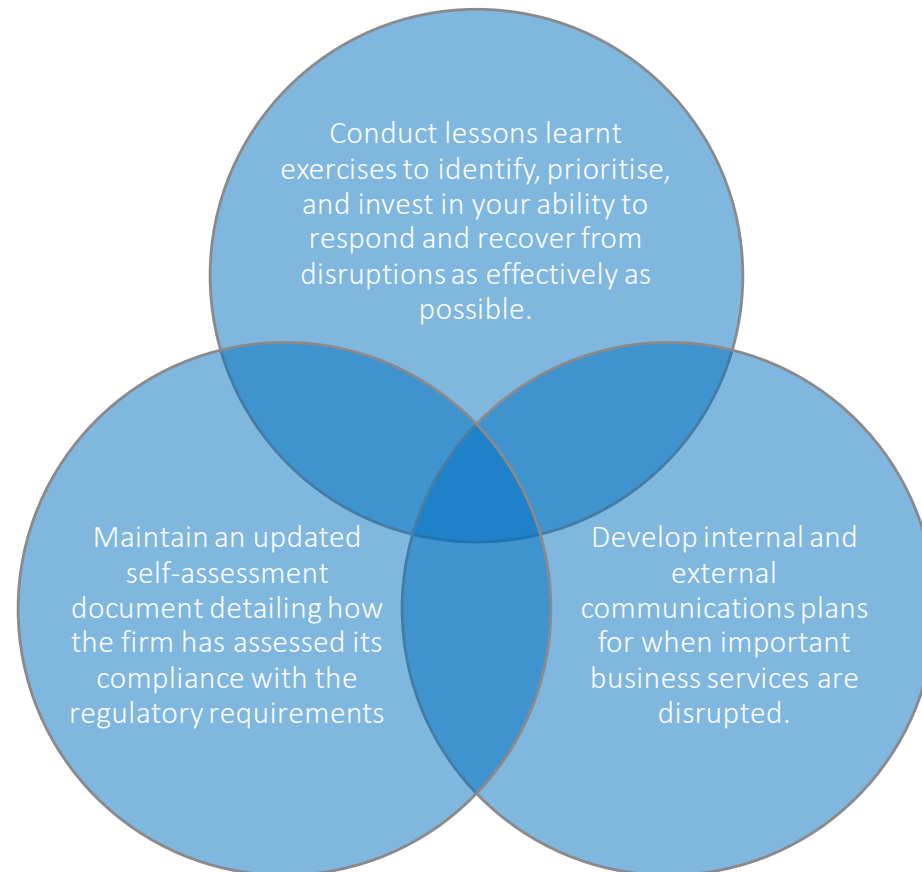 Conduct lessons learnt
exercises to identify, prioritise,
and invest in your ability to
respond and recover from
disruptions as effectively as
possible.
Maintain an updated
self-assessment
document detailing how
the firm has assessed its
compliance with the
regulatory requirements
Develop internal and
external
communications plans
for when important
business services are
disrupted.